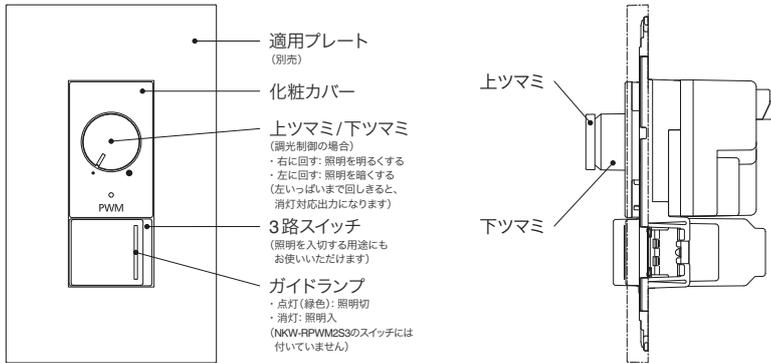 適用プレート
(別売)
化粧カバー
上ツマミ/下ツマミ
(調光制御の場合)
・右に回す: 照明を明るくする
・左に回す: 照明を暗くする
(左いっぱいまで回しきると、
消灯対応出力になります)
PWM
3路スイッチ
(照明を入切する用途にも
お使いいただけます)
ガイドランプ
・点灯(緑色): 照明切
・消灯: 照明入
(NKW-RPWM2S3のスイッチには
付いていません)
上ツマミ
下ツマミ